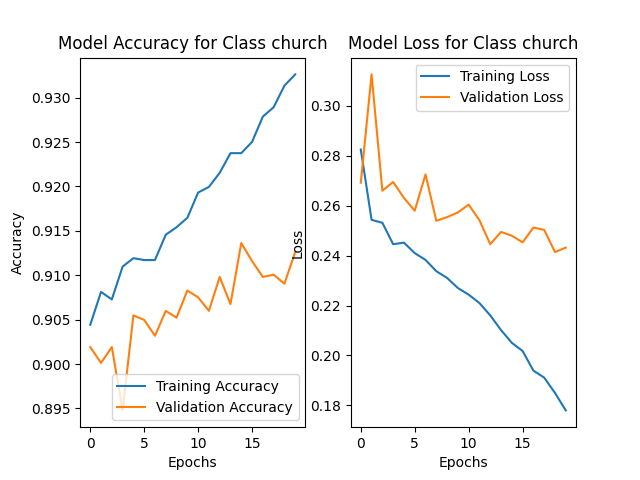 Model Accuracy for Class church
0.930
0.925
0.920
0.915
0.910
0.905
0.900
0.895
Accuracy
Training Accuracy
Validation Accuracy
0 5 10 15
Epochs
Model Loss for Class church
Training Loss
Validation Loss
0.30
0.28
0.26
0.24
0.22
0.20
0.18
Loss
0 5 10 15
Epochs